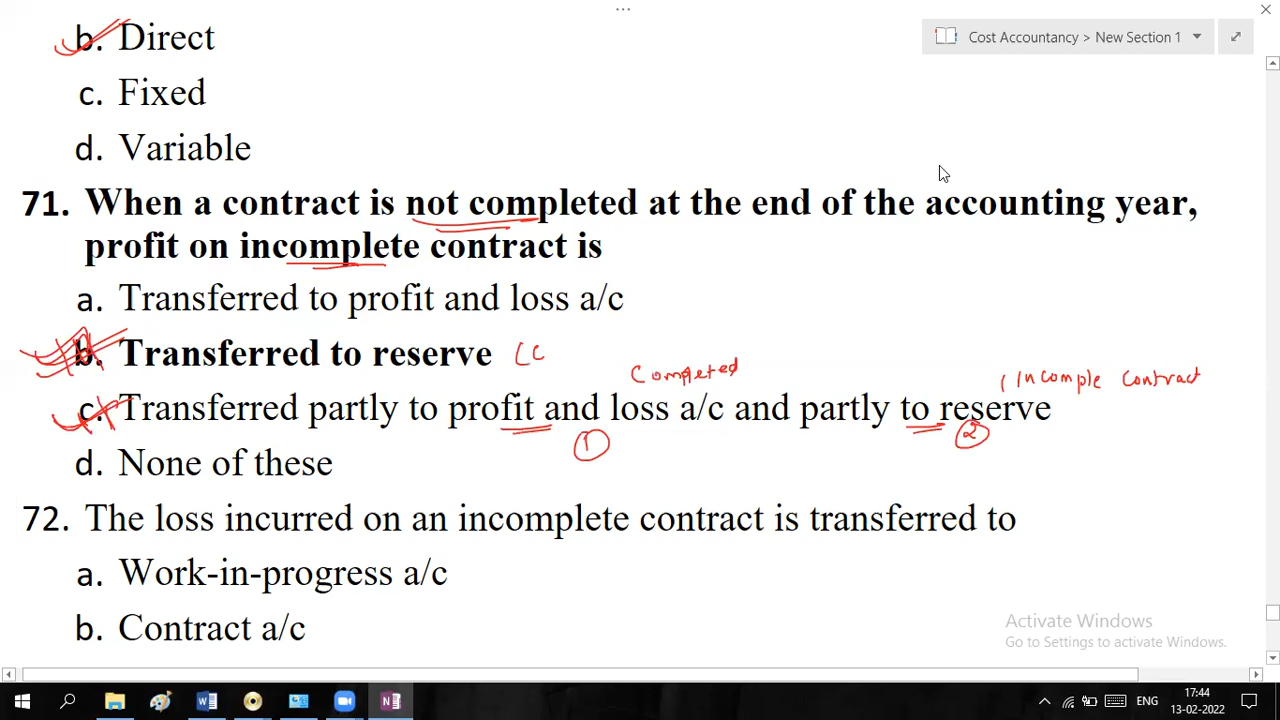 ...
Cost Accountancy > New Section 1
b. Direct
c. Fixed
d. Variable
71. When a contract is not completed at the end of the accounting year,
profit on incomplete contract is
a. Transferred to profit and loss a/c
b. Transferred to reserve
Completed
(Incomple Contract
c. Transferred partly to profit and loss a/c and partly to reserve
1
2
d. None of these
72. The loss incurred on an incomplete contract is transferred to
a. Work-in-progress a/c
b. Contract a/c
Activate Windows
Go to Settings to activate Windows.
ENG
17:44
13-02-2022